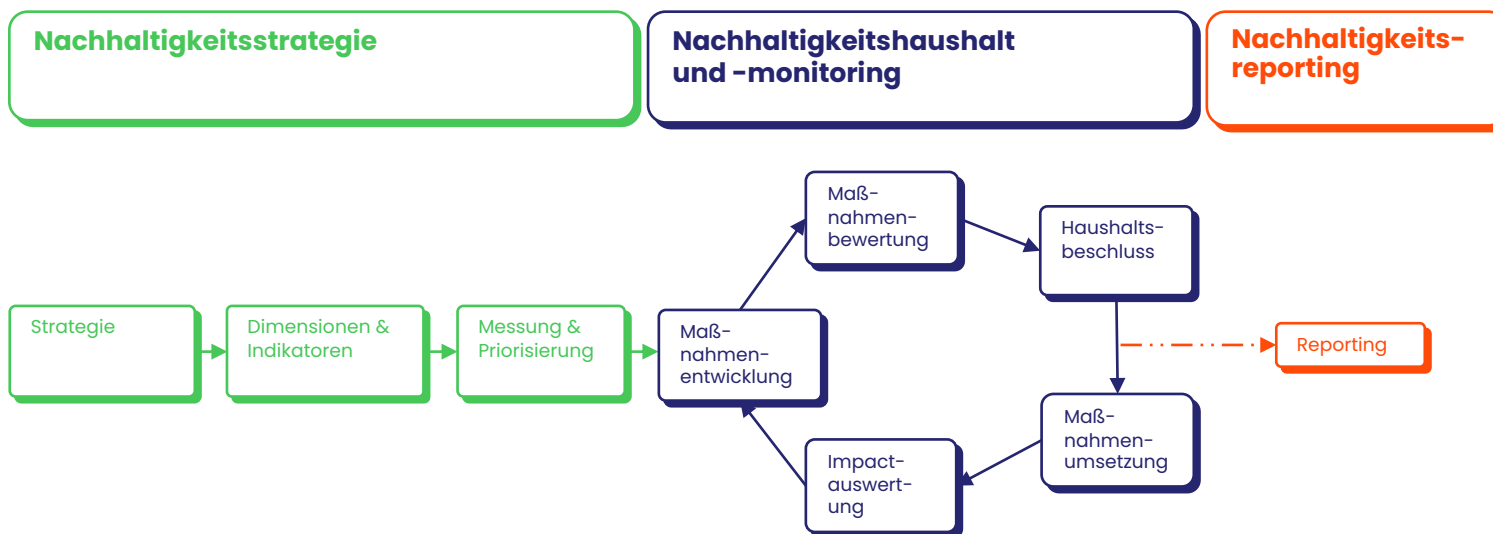 Nachhaltigkeitsstrategie
Nachhaltigkeitshaushalt
und -monitoring
Nachhaltigkeits-
reporting
Strategie
Dimensionen &
Indikatoren
Messung &
Priorisierung
Maß-
nahmen-
entwicklung
Maß-
nahmen-
bewertung
Haushalts-
beschluss
Maß-
nahmen-
umsetzung
Impact-
auswert-
ung
Reporting